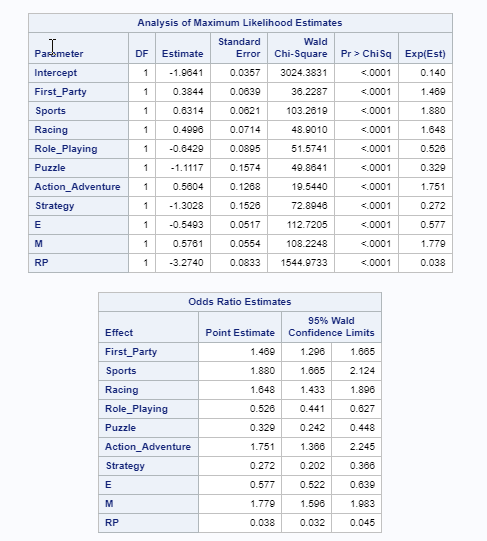 Analysis of Maximum Likelihood Estimates
Parameter DF Estimate Standard Error Wald Chi-Square Pr > ChiSq Exp(Est)
Intercept 1 -1.9641 0.0357 3024.3831 <.0001 0.140
First_Party 1 0.3844 0.0639 36.2287 <.0001 1.469
Sports 1 0.6314 0.0621 103.2619 <.0001 1.880
Racing 1 0.4996 0.0714 48.9010 <.0001 1.648
Role_Playing 1 -0.6429 0.0895 51.5741 <.0001 0.526
Puzzle 1 -1.1117 0.1574 49.8641 <.0001 0.329
Action_Adventure 1 0.5604 0.1268 19.5440 <.0001 1.751
Strategy 1 -1.3028 0.1526 72.8946 <.0001 0.272
E 1 -0.5493 0.0517 112.7205 <.0001 0.577
M 1 0.5761 0.0554 108.2248 <.0001 1.779
RP 1 -3.2740 0.0833 1544.9733 <.0001 0.038
Odds Ratio Estimates
Effect Point Estimate 95% Wald Confidence Limits
First_Party 1.469 1.296 1.665
Sports 1.880 1.665 2.124
Racing 1.648 1.433 1.896
Role_Playing 0.526 0.441 0.627
Puzzle 0.329 0.242 0.448
Action_Adventure 1.751 1.366 2.245
Strategy 0.272 0.202 0.366
E 0.577 0.522 0.639
M 1.779 1.596 1.983
RP 0.038 0.032 0.045